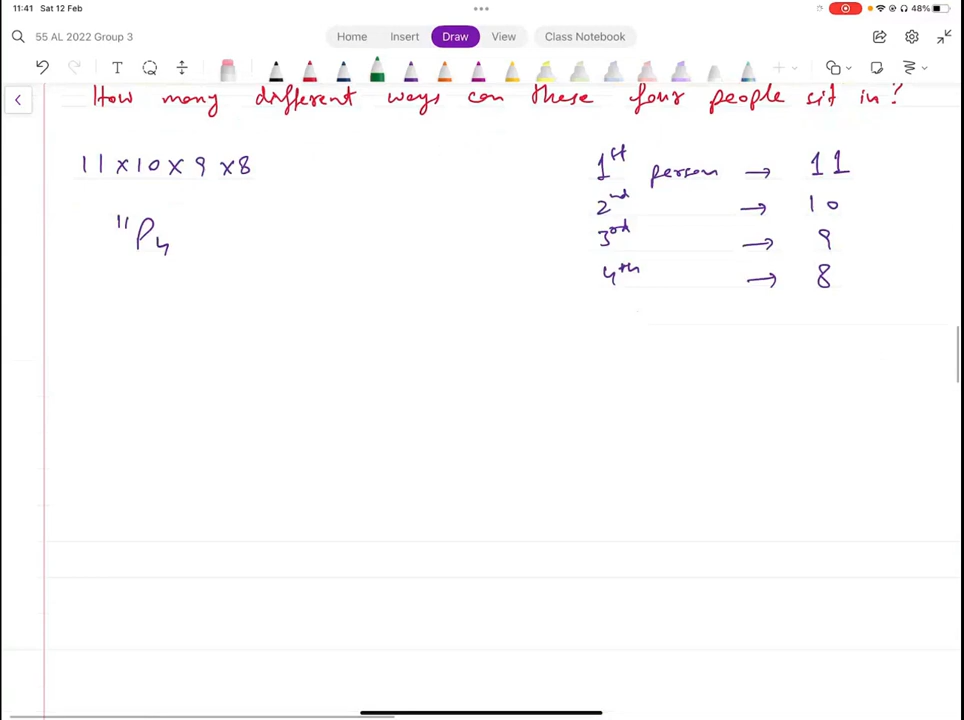 11:41 Sat 12 Feb
48%
55 AL 2022 Group 3
Home Insert Draw View Class Notebook
T
How many different ways can these four people sit in?
11 x 10 x 9 x 8
¹¹P₄
1st person → 11
2nd → 10
3rd → 9
4th → 8